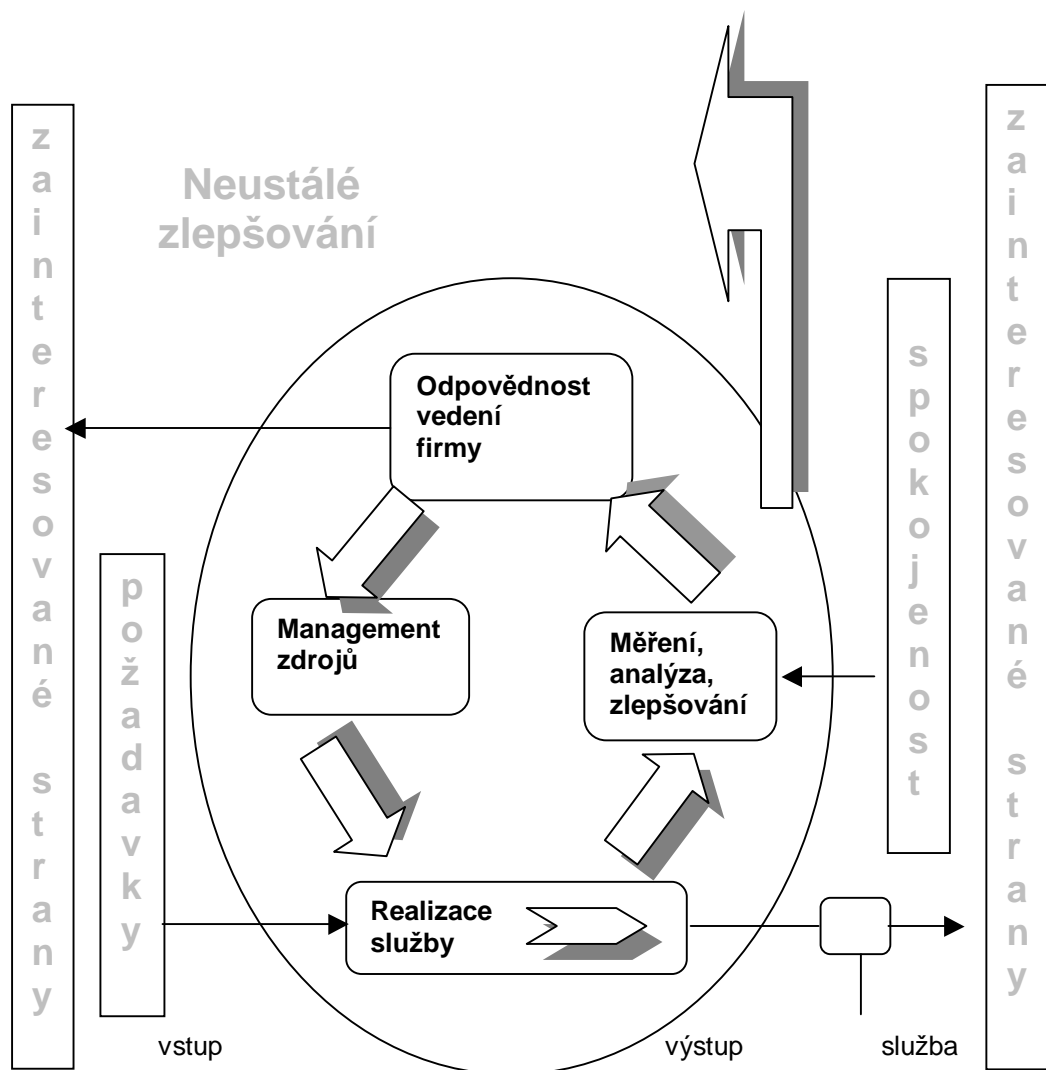 zainteresované strany
Neustálé
zlepšování
požadavky
Odpovědnost
vedení
firmy
Management
zdrojů
Měření,
analýza,
zlepšování
Realizace
služby
spokojenost
zainteresované strany
vstup
výstup
služba